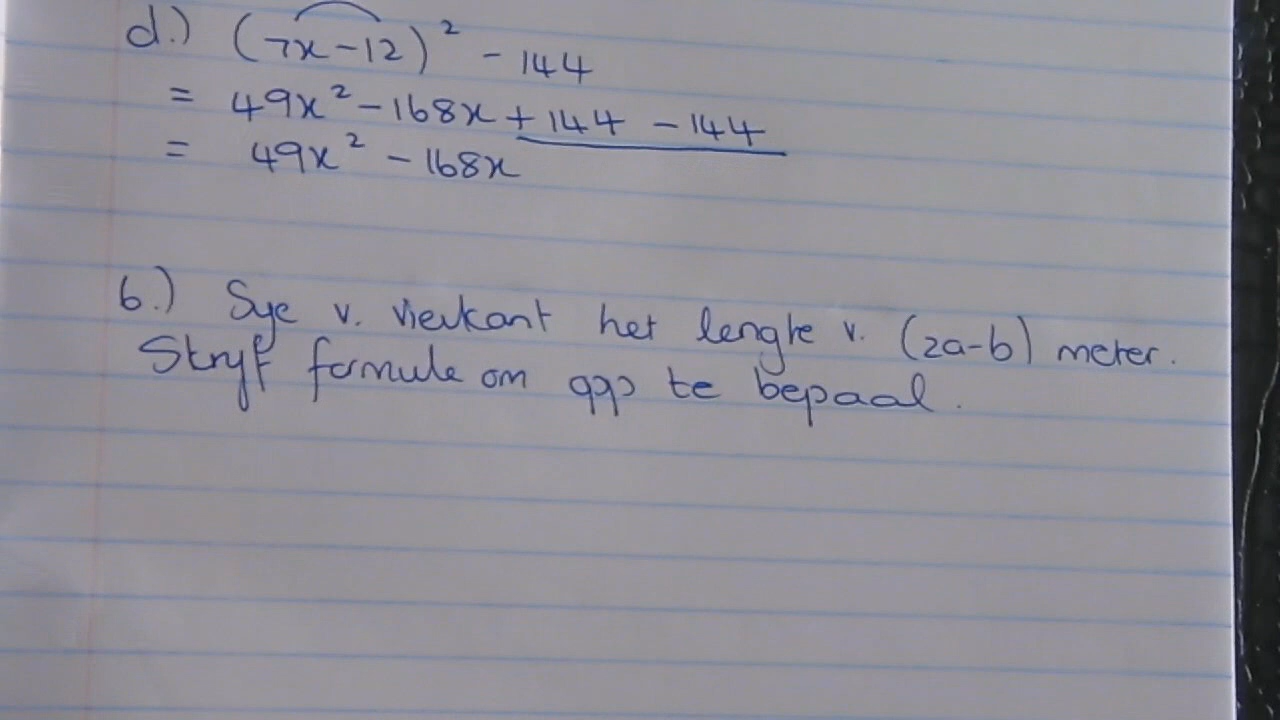 d.) (7x-12)² - 144
= 49x² - 168x + 144 - 144
= 49x² - 168x
6.) Sye v. vierkant het lengte v. (2a-b) meter.
Skryf formule om opp te bepaal.